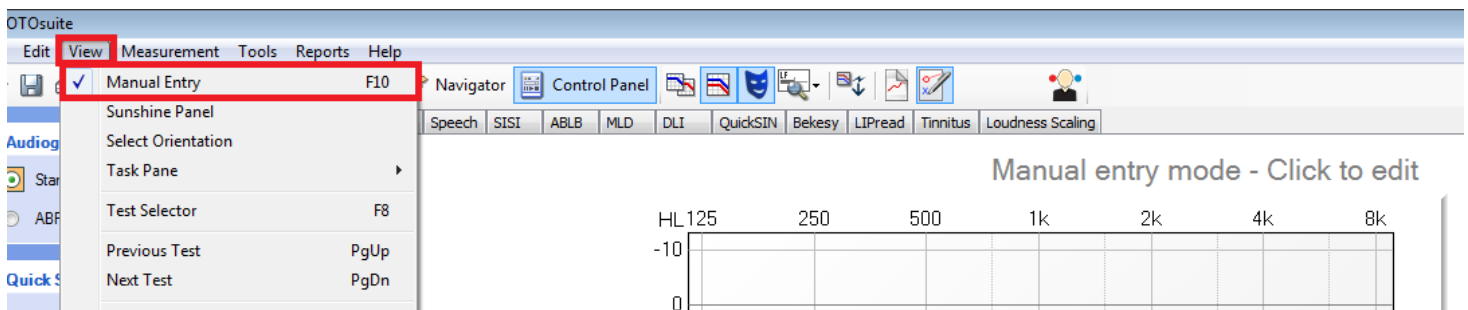 OTOsuite
Edit View Measurement Tools Reports Help
Manual Entry F10
Navigator Control Panel
Sunshine Panel
Speech SISI ABLB MLD DLI QuickSIN Bekesy LIPread Tinnitus Loudness Scaling
Audiog
Select Orientation
Star
Task Pane
Manual entry mode - Click to edit
ABR
Test Selector F8
HL 125 250 500 1k 2k 4k 8k
Previous Test PgUp
-10
Quick S
Next Test PgDn
0